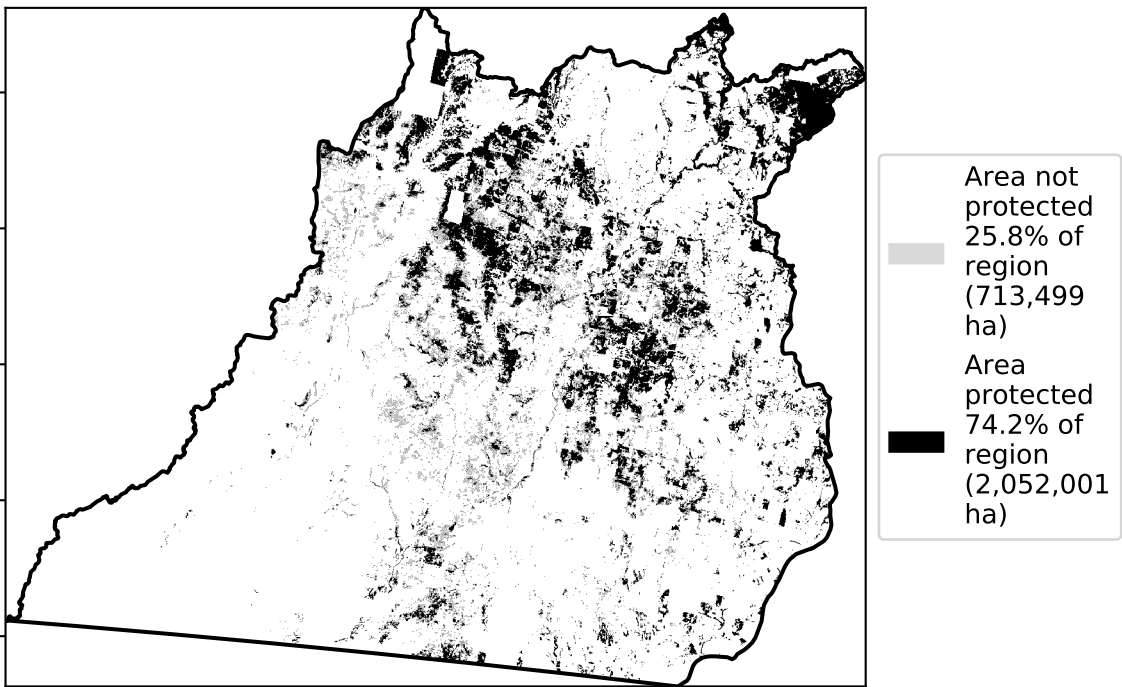 Area not
protected
25.8% of
region
(713,499
ha)
Area
protected
74.2% of
region
(2,052,001
ha)